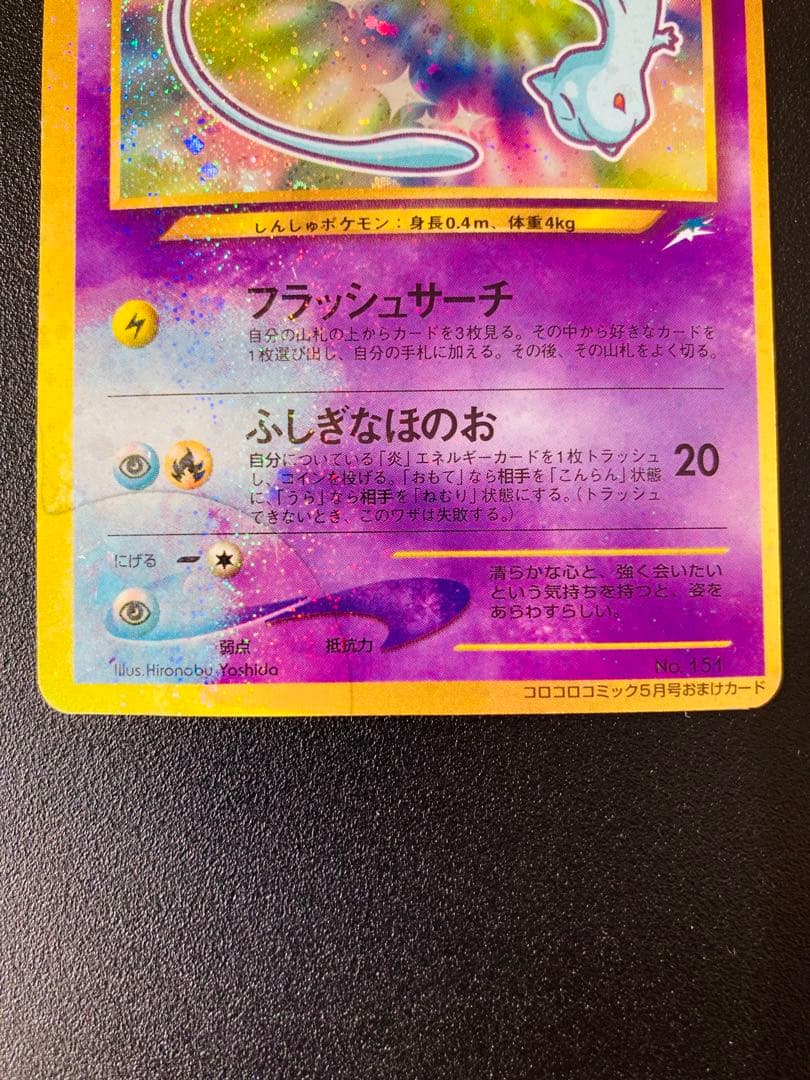 しんしゅポケモン：身長0.4m、体重4kg
フラッシュサーチ
自分の山札の上からカードを3枚見る。その中から好きなカードを
1枚選び出し、自分の手札に加える。その後、その山札をよく切る。
ふしぎなほのお
自分についている「炎」エネルギーカードを1枚トラッシュ
し、コインを投げる。「おもて」なら相手を「こんらん」状態
に、「うら」なら相手を「ねむり」状態にする。（トラッシュ
できないとき、このワザは失敗する。）
20
にげる
清らかな心と、強く会いたい
という気持ちを持つと、姿を
あらわすらしい。
弱点
抵抗力
Illus. Hironobu Yoshida
No. 151
コロコロコミック5月号おまけカード